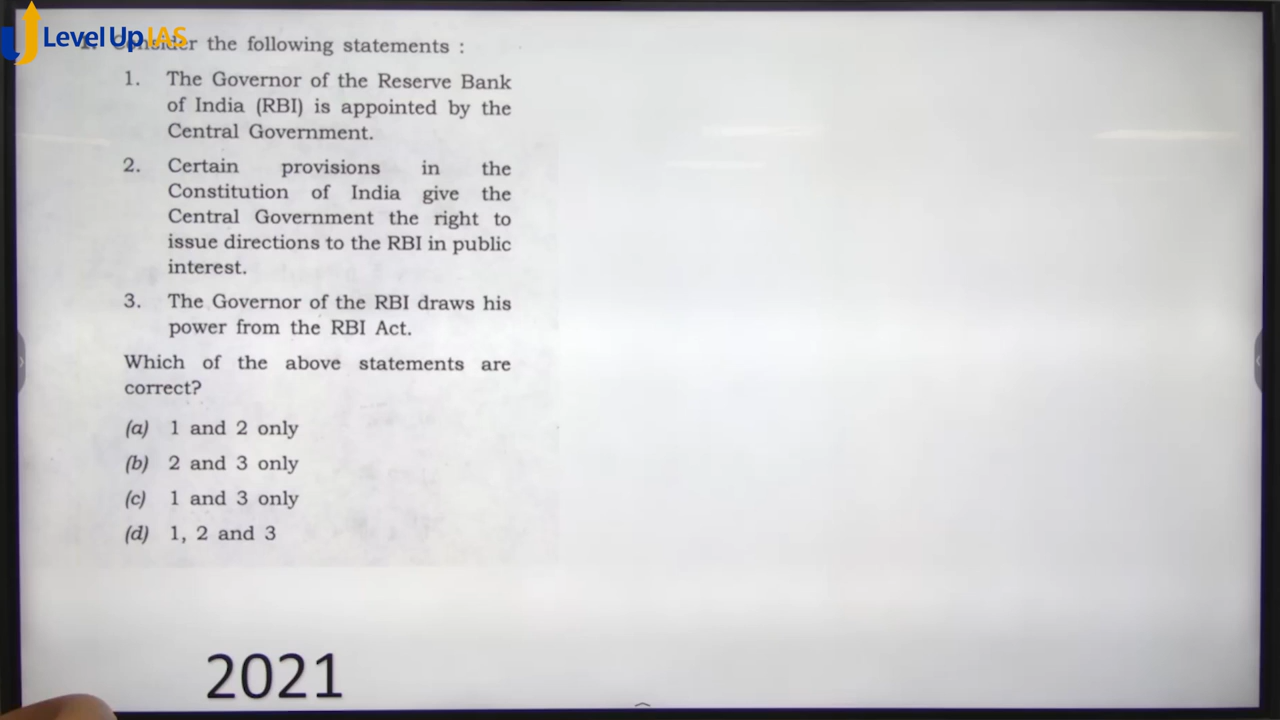 Level Up IAS
1. Consider the following statements :
1. The Governor of the Reserve Bank
of India (RBI) is appointed by the
Central Government.
2. Certain provisions in the
Constitution of India give the
Central Government the right to
issue directions to the RBI in public
interest.
3. The Governor of the RBI draws his
power from the RBI Act.
Which of the above statements are
correct?
(a) 1 and 2 only
(b) 2 and 3 only
(c) 1 and 3 only
(d) 1, 2 and 3
2021